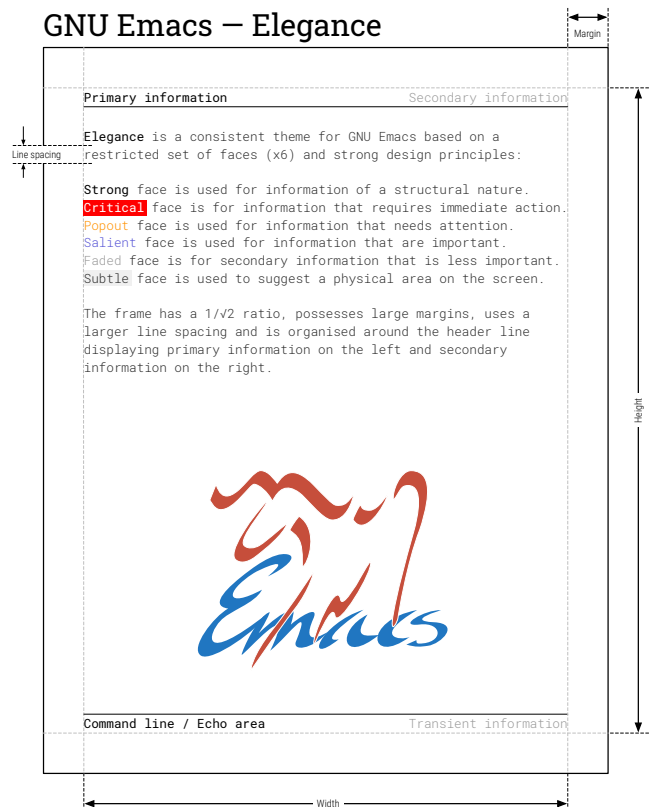 GNU Emacs — Elegance
Margin
Primary information Secondary information
Elegance is a consistent theme for GNU Emacs based on a
Line spacing
restricted set of faces (x6) and strong design principles:
Strong face is used for information of a structural nature.
Critical face is for information that requires immediate action.
Popout face is used for information that needs attention.
Salient face is used for information that are important.
Faded face is for secondary information that is less important.
Subtle face is used to suggest a physical area on the screen.
The frame has a 1/√2 ratio, possesses large margins, uses a
larger line spacing and is organised around the header line
displaying primary information on the left and secondary
information on the right.
Height
Emacs
Command line / Echo area Transient information
Width